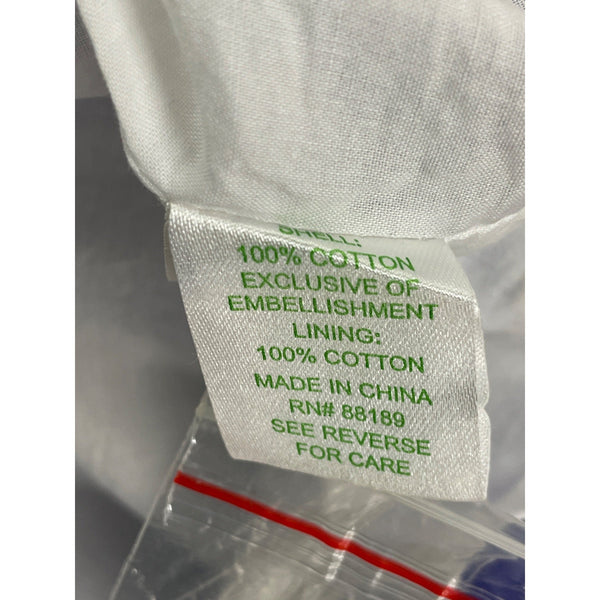 SHELL:
100% COTTON
EXCLUSIVE OF
EMBELLISHMENT
LINING:
100% COTTON
MADE IN CHINA
RN# 88189
SEE REVERSE
FOR CARE